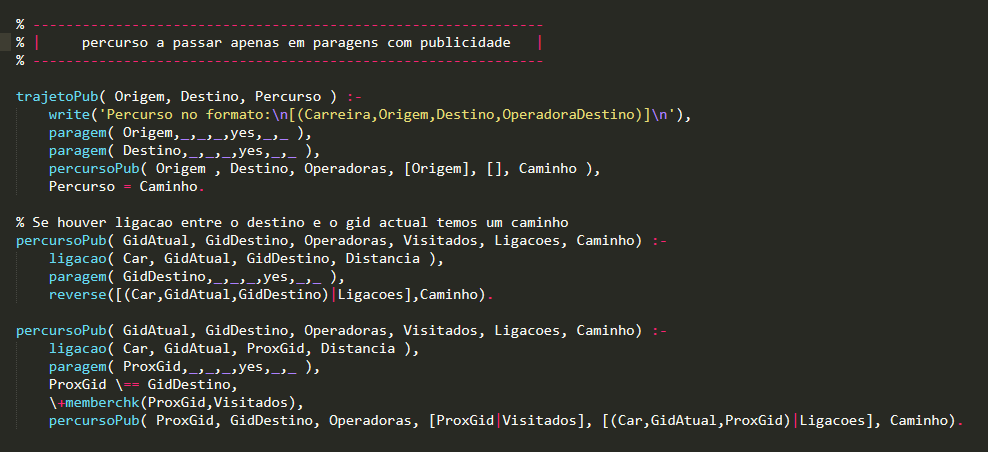 % --------------------------------------------------------------
% |     percurso a passar apenas em paragens com publicidade   |
% --------------------------------------------------------------
trajetoPub( Origem, Destino, Percurso ) :-
    write('Percurso no formato:\n[(Carreira,Origem,Destino,OperadoraDestino)]\n'),
    paragem( Origem,_,_,_,yes,_,_ ),
    paragem( Destino,_,_,_,yes,_,_ ),
    percursoPub( Origem , Destino, Operadoras, [Origem], [], Caminho ),
    Percurso = Caminho.
% Se houver ligacao entre o destino e o gid actual temos um caminho
percursoPub( GidAtual, GidDestino, Operadoras, Visitados, Ligacoes, Caminho) :-
    ligacao( Car, GidAtual, GidDestino, Distancia ),
    paragem( GidDestino,_,_,_,yes,_,_ ),
    reverse([(Car,GidAtual,GidDestino)|Ligacoes],Caminho).
percursoPub( GidAtual, GidDestino, Operadoras, Visitados, Ligacoes, Caminho) :-
    ligacao( Car, GidAtual, ProxGid, Distancia ),
    paragem( ProxGid,_,_,_,yes,_,_ ),
    ProxGid \== GidDestino,
    \+memberchk(ProxGid,Visitados),
    percursoPub( ProxGid, GidDestino, Operadoras, [ProxGid|Visitados], [(Car,GidAtual,ProxGid)|Ligacoes], Caminho).